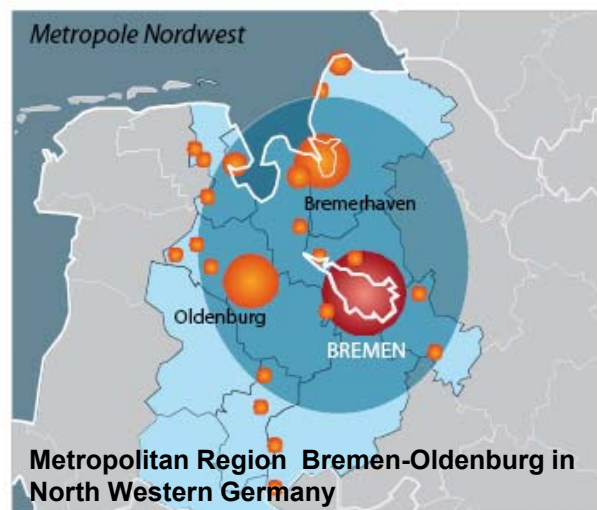 Metropole Nordwest
Bremerhaven
Oldenburg
BREMEN
Metropolitan Region Bremen-Oldenburg in
North Western Germany